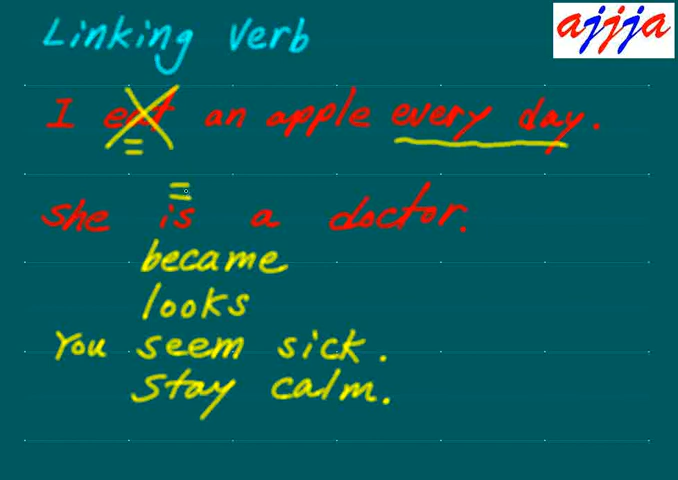 Linking Verb
ajjja
I eat an apple every day.
=
=
She is a doctor.
became
looks
You seem sick.
Stay calm.